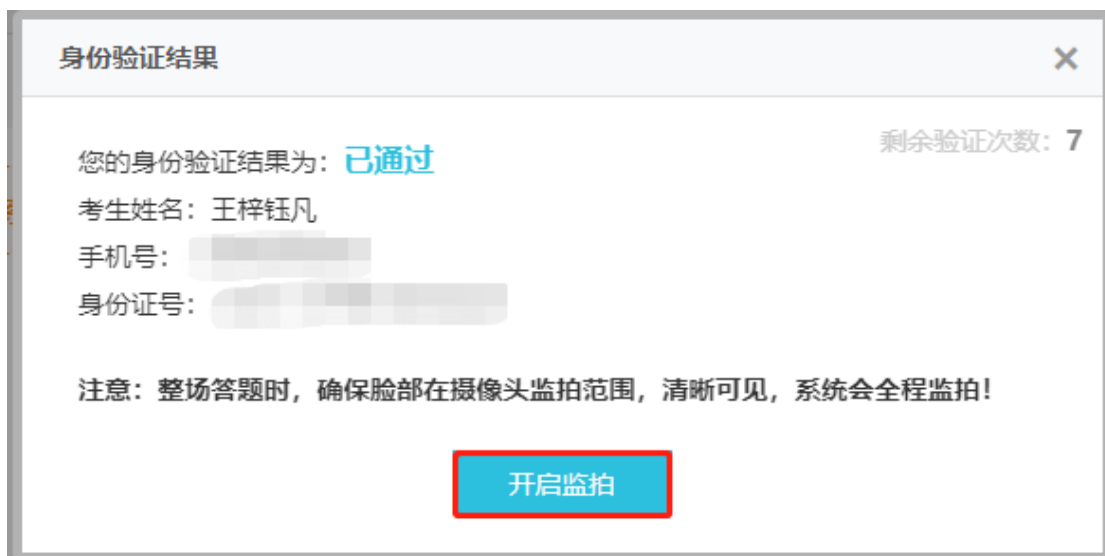 身份验证结果
剩余验证次数：7
您的身份验证结果为：已通过
考生姓名：王梓钰凡
手机号：
身份证号：
注意：整场答题时，确保脸部在摄像头监拍范围，清晰可见，系统会全程监拍！
开启监拍